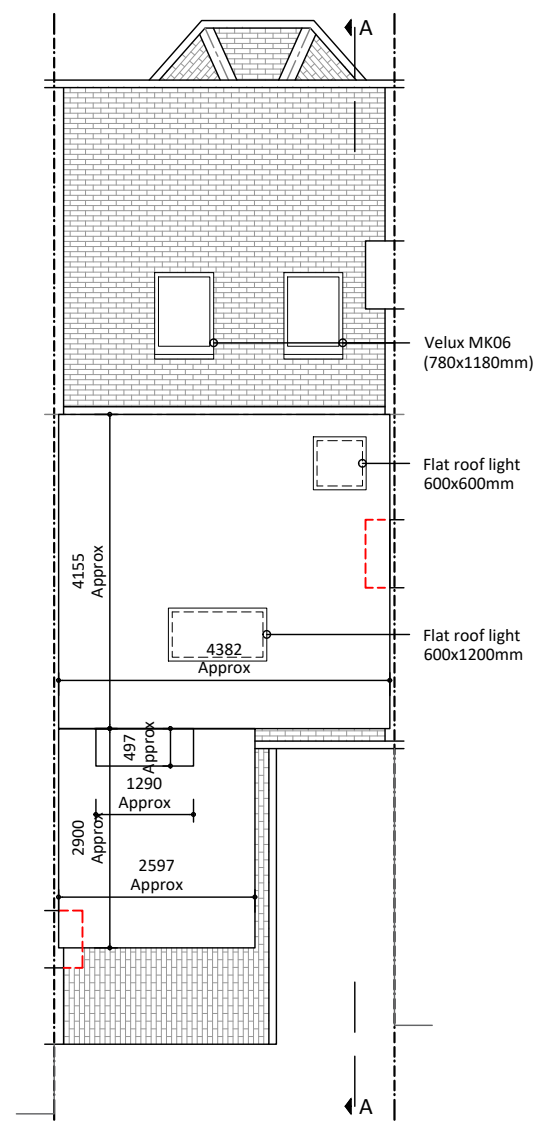 A
Velux MK06
(780x1180mm)
Flat roof light
600x600mm
4155
Approx
Flat roof light
600x1200mm
4382
Approx
497
Approx
1290
Approx
2900
Approx
2597
Approx
A